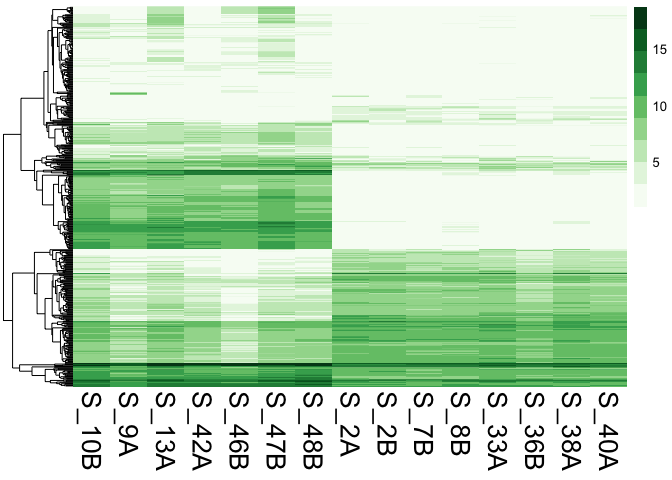 15
10
5
S_10B
S_9A
S_13A
S_42A
S_46B
S_47B
S_48B
S_2A
S_2B
S_7B
S_8B
S_33A
S_36B
S_38A
S_40A